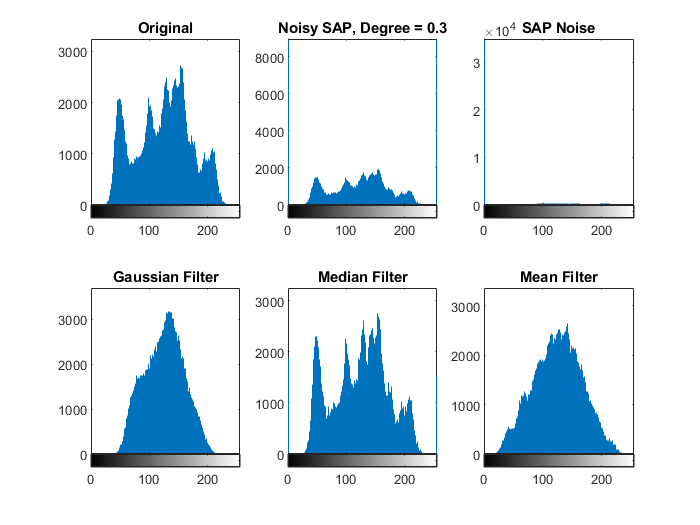 Original
3000
2000
1000
0
0 100 200
Noisy SAP, Degree = 0.3
8000
6000
4000
2000
0
0 100 200
×10^4 SAP Noise
3
2
1
0
0 100 200
Gaussian Filter
3000
2000
1000
0
0 100 200
Median Filter
3000
2000
1000
0
0 100 200
Mean Filter
3000
2000
1000
0
0 100 200